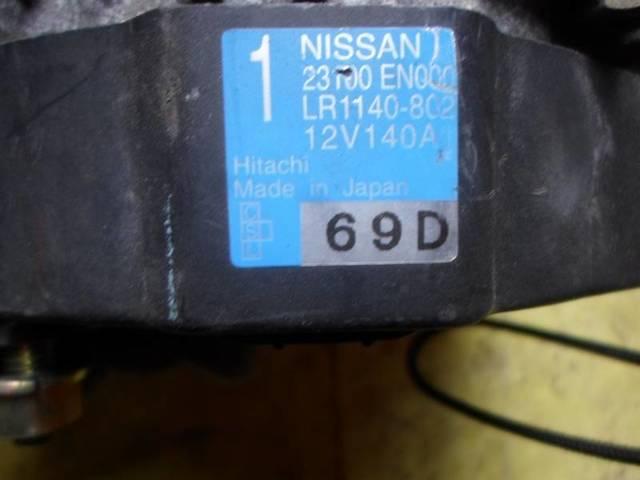 1
NISSAN
23100 EN000
LR1140-802
12V140A
Hitachi
Made in Japan
69D